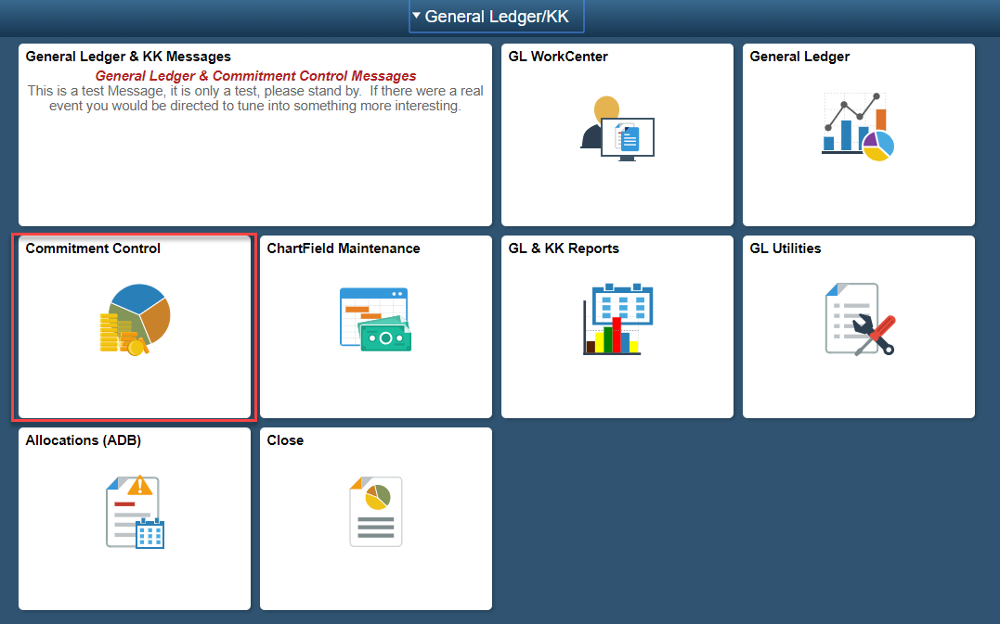 General Ledger/KK
General Ledger & KK Messages
General Ledger & Commitment Control Messages
This is a test Message, it is only a test, please stand by.  If there were a real
event you would be directed to tune into something more interesting.
GL WorkCenter
General Ledger
Commitment Control
ChartField Maintenance
GL & KK Reports
GL Utilities
Allocations (ADB)
Close